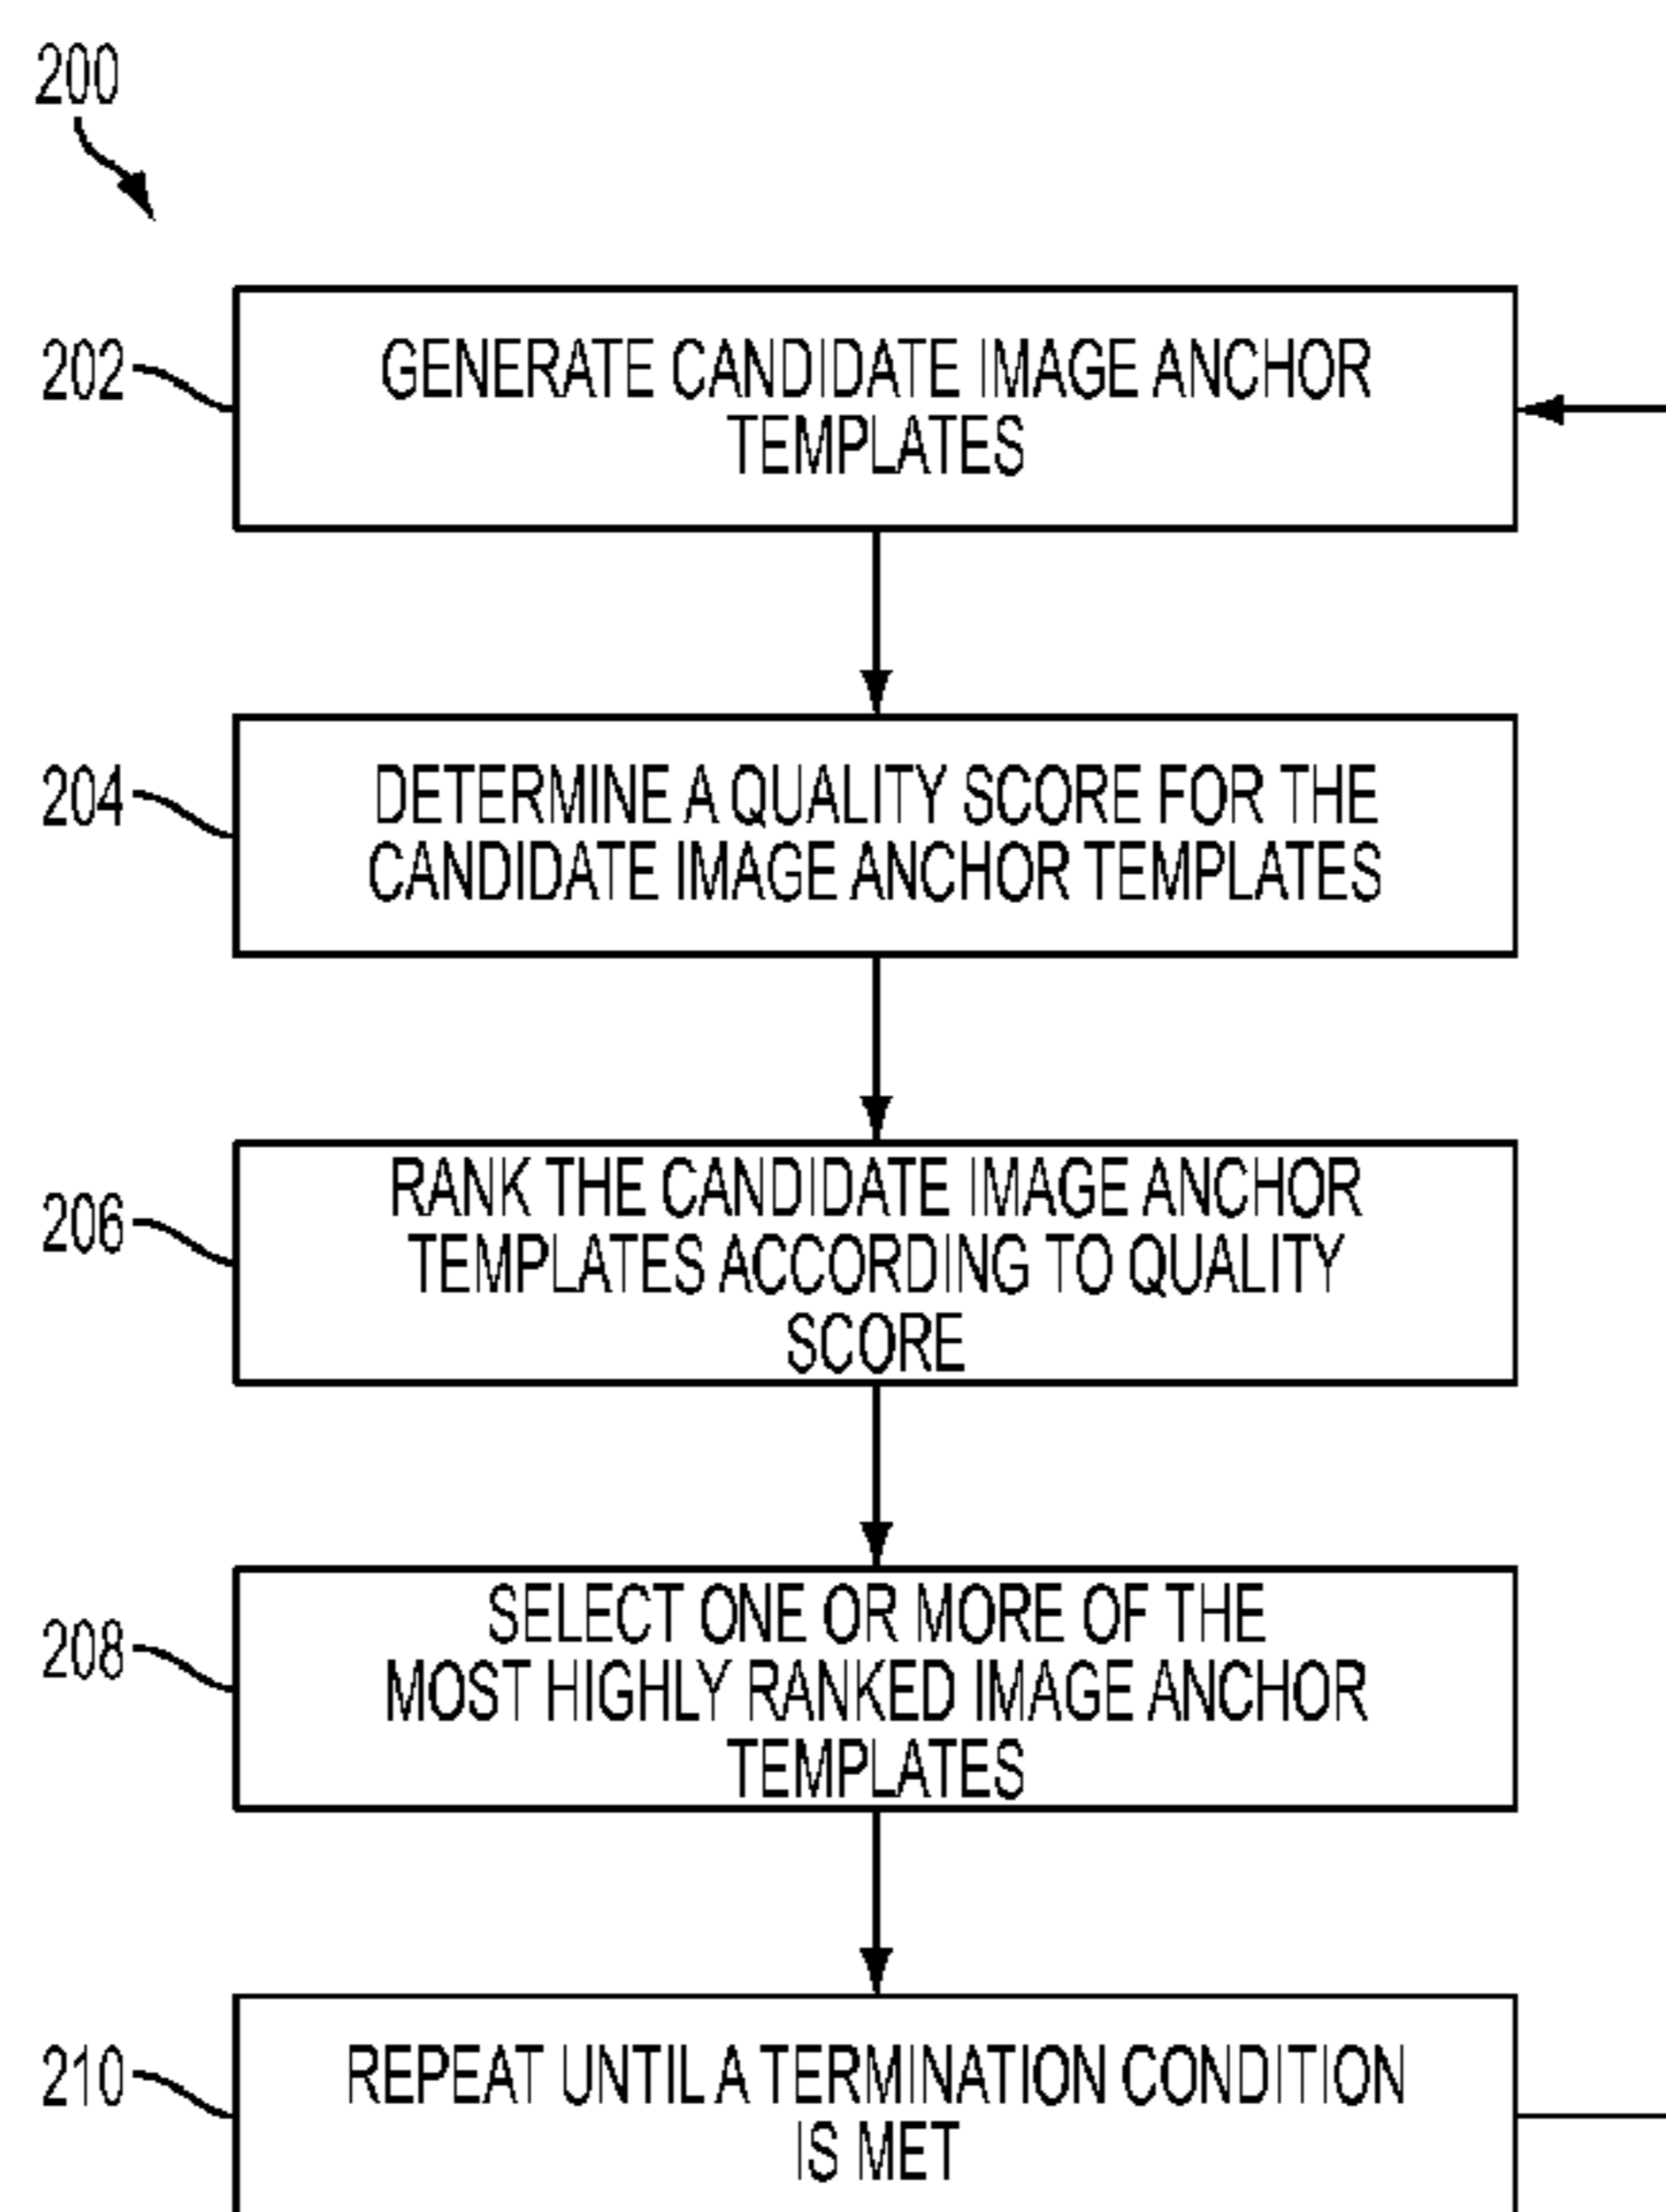 200
202
GENERATE CANDIDATE IMAGE ANCHOR
TEMPLATES
204
DETERMINE A QUALITY SCORE FOR THE
CANDIDATE IMAGE ANCHOR TEMPLATES
206
RANK THE CANDIDATE IMAGE ANCHOR
TEMPLATES ACCORDING TO QUALITY
SCORE
208
SELECT ONE OR MORE OF THE
MOST HIGHLY RANKED IMAGE ANCHOR
TEMPLATES
210
REPEAT UNTIL A TERMINATION CONDITION
IS MET